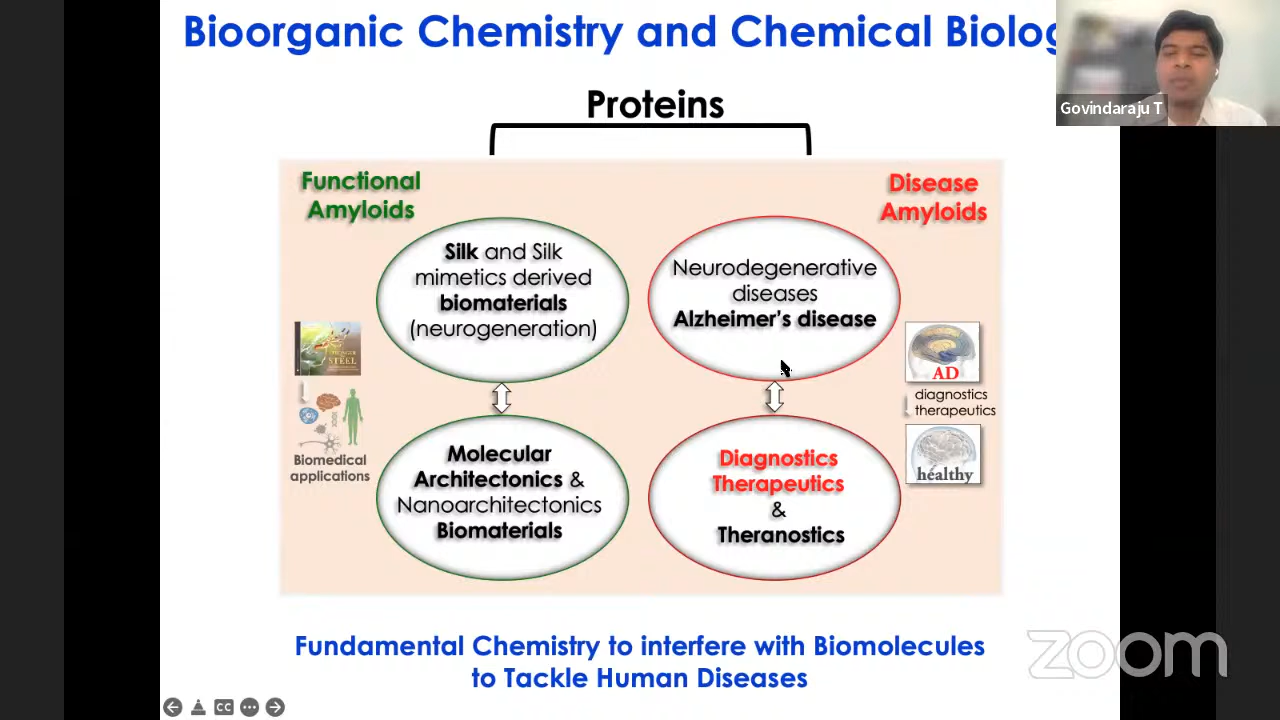 Bioorganic Chemistry and Chemical Biolog
Govindaraju T
Proteins
Functional
Amyloids
Disease
Amyloids
Silk and Silk
mimetics derived
biomaterials
(neurogeneration)
Neurodegenerative
diseases
Alzheimer's disease
STEEL
AD
diagnostics
therapeutics
Biomedical
applications
healthy
Molecular
Architectonics &
Nanoarchitectonics
Biomaterials
Diagnostics
Therapeutics
&
Theranostics
Fundamental Chemistry to interfere with Biomolecules
to Tackle Human Diseases
zoom
CC